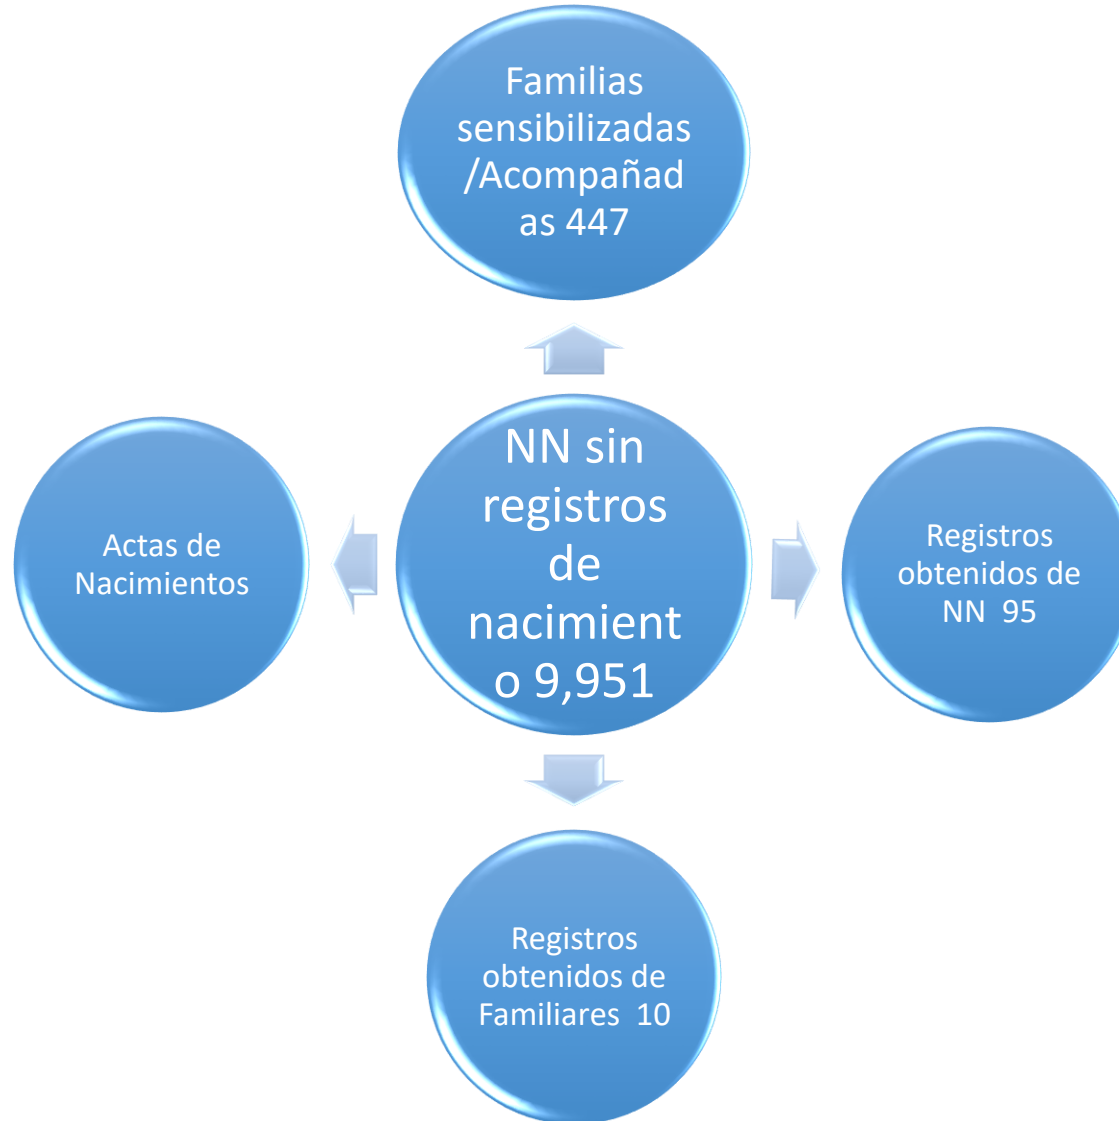 Familias
sensibilizadas
/Acompañad
as 447
NN sin
registros
de
nacimient
o 9,951
Actas de
Nacimientos
Registros
obtenidos de
NN 95
Registros
obtenidos de
Familiares 10